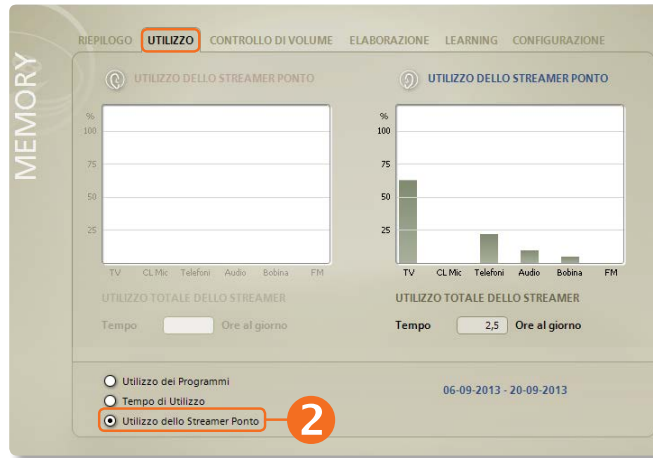 MEMORY
RIEPILOGO UTILIZZO CONTROLLO DI VOLUME ELABORAZIONE LEARNING CONFIGURAZIONE
UTILIZZO DELLO STREAMER PONTO
%
100
75
50
25
TV CL Mic Telefoni Audio Bobina FM
UTILIZZO TOTALE DELLO STREAMER
Tempo Ore al giorno
UTILIZZO DELLO STREAMER PONTO
%
100
75
50
25
TV CL Mic Telefoni Audio Bobina FM
UTILIZZO TOTALE DELLO STREAMER
Tempo 2,5 Ore al giorno
Utilizzo dei Programmi
Tempo di Utilizzo
Utilizzo dello Streamer Ponto
2
06-09-2013 - 20-09-2013